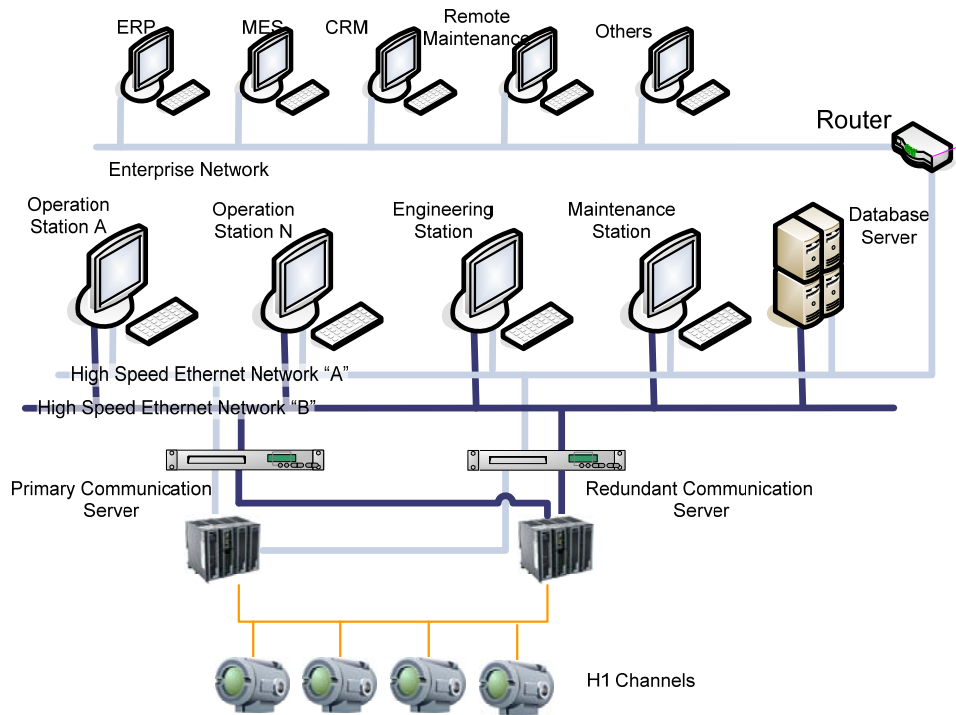 ERP
MES
CRM
Remote
Maintenance
Others
Router
Enterprise Network
Operation
Station A
Operation
Station N
Engineering
Station
Maintenance
Station
Database
Server
High Speed Ethernet Network “A”
High Speed Ethernet Network “B”
Primary Communication
Server
Redundant Communication
Server
H1 Channels